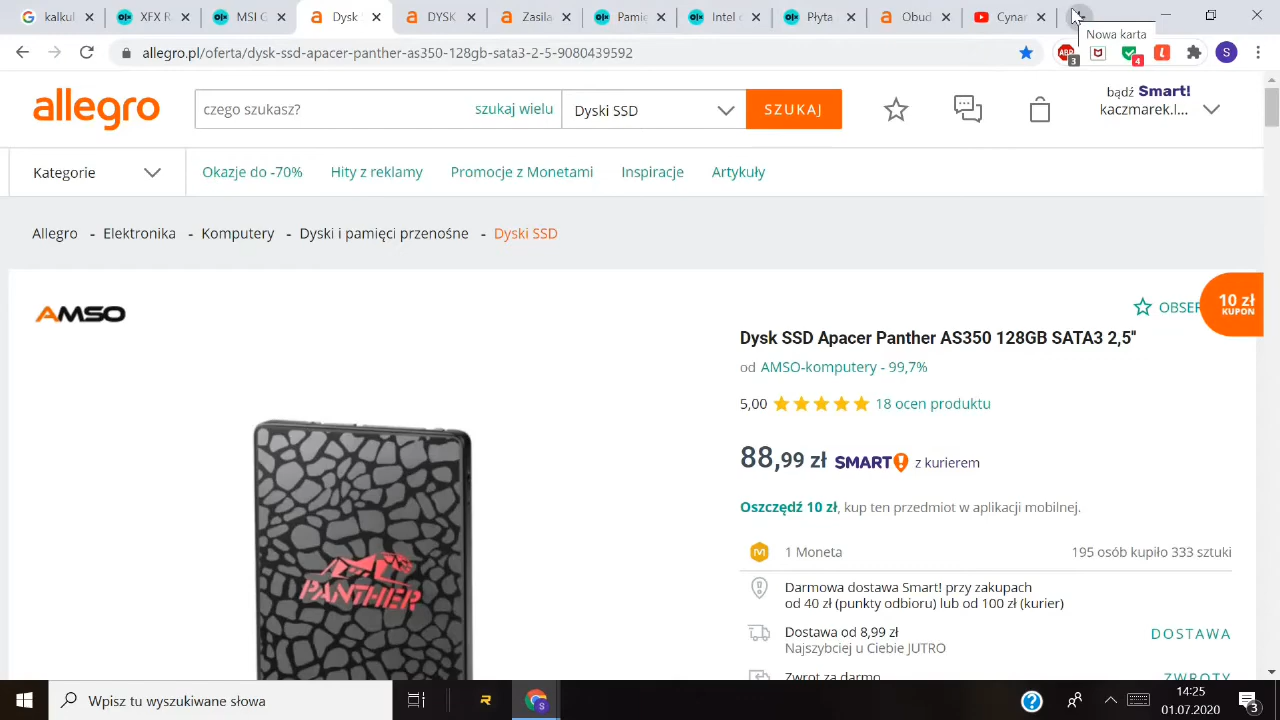 kalkul
XFX R
MSI G
Dysk
DYSK
Zasila
Pamię
Intel
Płyta
Obud
Cynar
Nowa karta
allegro.pl/oferta/dysk-ssd-apacer-panther-as350-128gb-sata3-2-5-9080439592
ABP
3
4
S
allegro
czego szukasz?
szukaj wielu
Dyski SSD
SZUKAJ
bądź Smart!
kaczmarek.l...
Kategorie
Okazje do -70%
Hity z reklamy
Promocje z Monetami
Inspiracje
Artykuły
Allegro - Elektronika - Komputery - Dyski i pamięci przenośne - Dyski SSD
AMSO
OBSER
10 zł
KUPON
Dysk SSD Apacer Panther AS350 128GB SATA3 2,5"
od AMSO-komputery - 99,7%
5,00 18 ocen produktu
88,99 zł SMART! z kurierem
Oszczędź 10 zł, kup ten przedmiot w aplikacji mobilnej.
1 Moneta
195 osób kupiło 333 sztuki
Darmowa dostawa Smart! przy zakupach
od 40 zł (punkty odbioru) lub od 100 zł (kurier)
Dostawa od 8,99 zł
Najszybciej u Ciebie JUTRO
DOSTAWA
Zwrot za darmo
ZWROTY
PANTHER
Wpisz tu wyszukiwane słowa
14:25
01.07.2020
3